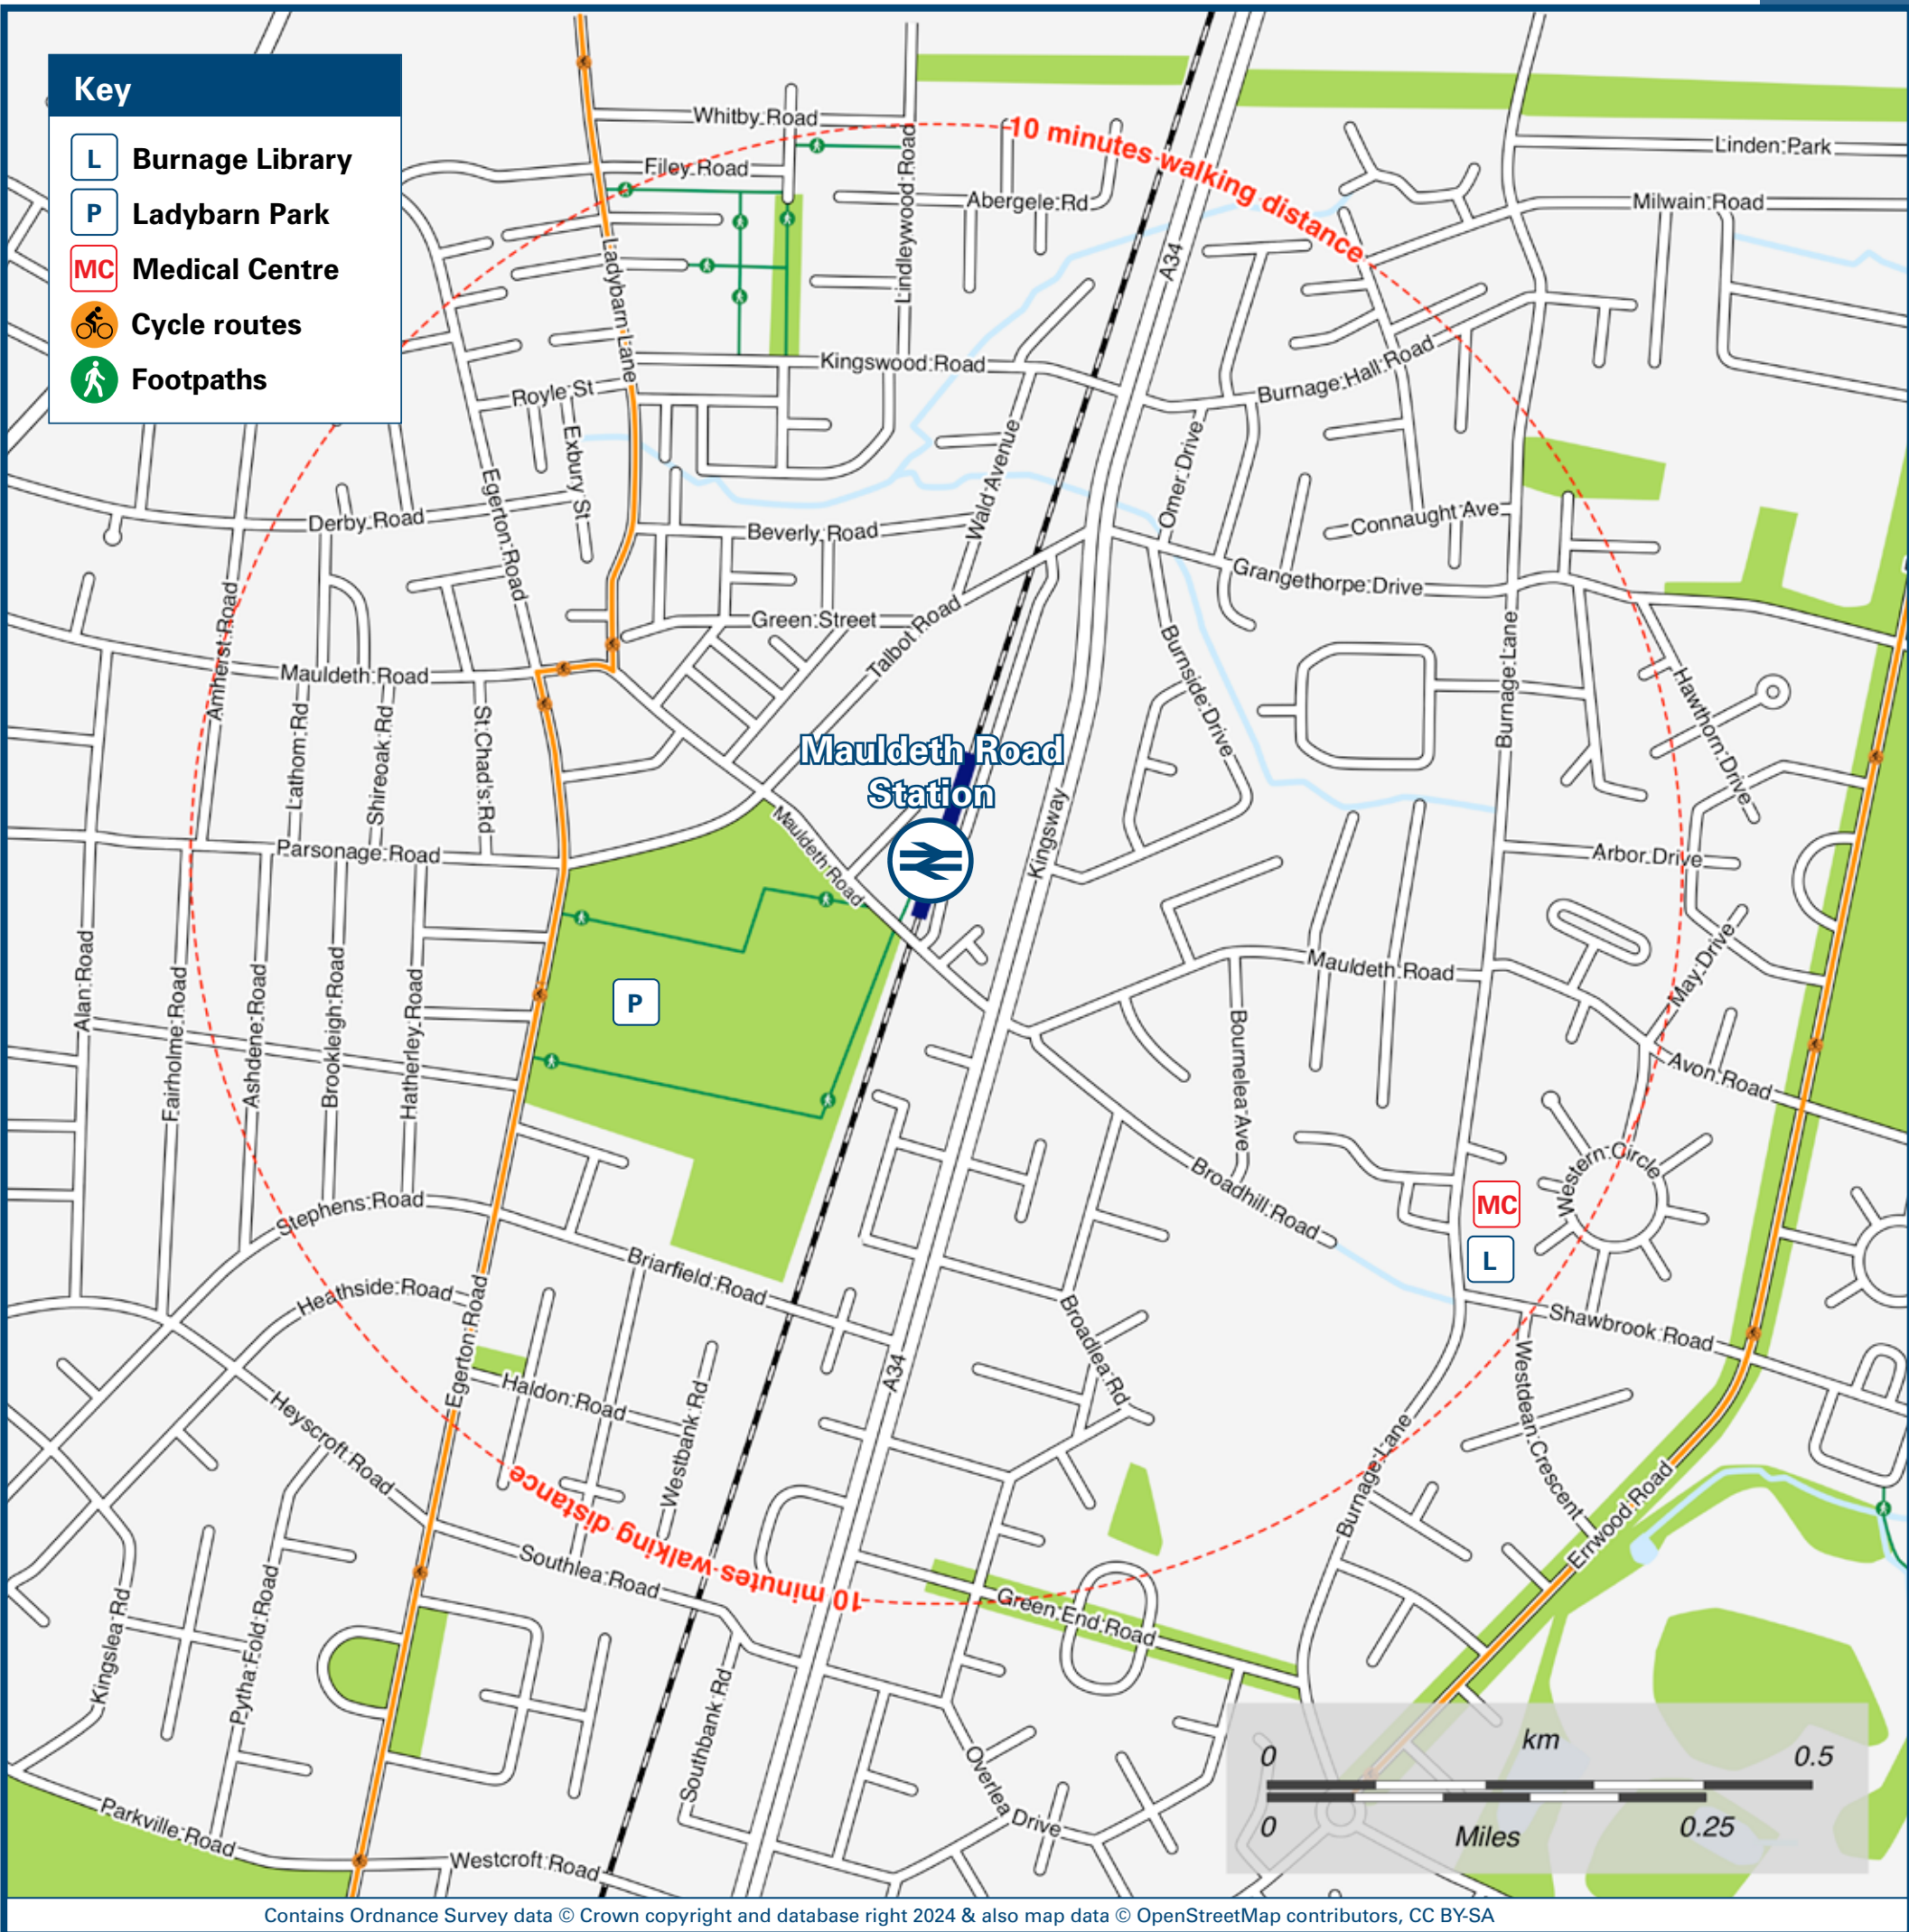 Key
L Burnage Library
P Ladybarn Park
MC Medical Centre
Cycle routes
Footpaths
Whitby Road
10 minutes walking distance
Linden Park
Filey Road
Lindleywood Road
Abergele Rd
Milwain Road
A34
Ladybarn Lane
Kingswood Road
Burnage Hall Road
Royle St
Exbury St
Egerton Road
Wald Avenue
Omer Drive
Derby Road
Beverly Road
Connaught Ave
Grangethorpe Drive
Amherst Road
Green Street
Talbot Road
Burnside Drive
Burnage Lane
Hawthorn Drive
Mauldeth Road
Lathom Rd
Shireoak Rd
St Chad's Rd
Mauldeth Road
Station
Mauldeth Road
Kingsway
Parsonage Road
Arbor Drive
Alan Road
Fairholme Road
Ashdene Road
Brookleigh Road
Hatherley Road
P
Mauldeth Road
May Drive
Bournelea Ave
Avon Road
Western Circle
Broadhill Road
MC
L
Stephens Road
Briarfield Road
Heathside Road
Egerton Road
Broadlea Rd
Shawbrook Road
A34
Haldon Road
Westbank Rd
Westdean Crescent
Heyscroft Road
Burnage Lane
Errwood Road
10 minutes walking distance
Southlea Road
Green End Road
Kingslea Rd
Pytha Fold Road
Southbank Rd
Overlea Drive
Parkville Road
Westcroft Road
km
0 0.5
0 0.25
Miles
Contains Ordnance Survey data © Crown copyright and database right 2024 & also map data © OpenStreetMap contributors, CC BY-SA